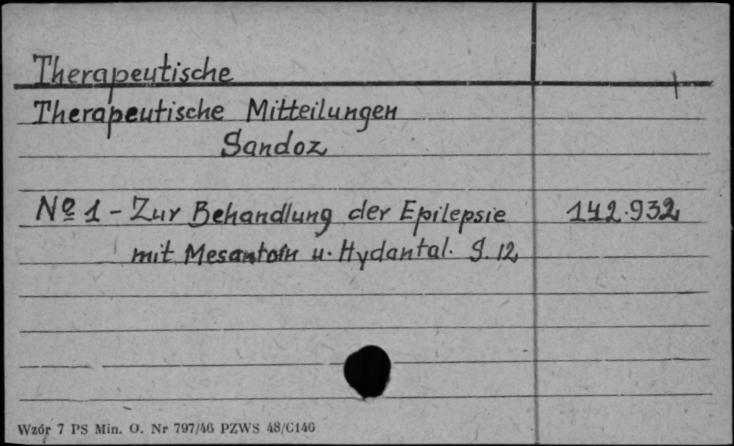 Therapeutische
Therapeutische Mitteilungen
Sandoz
Nº 1 - Zur Behandlung der Epilepsie 142.932
mit Mesantoin u. Hydantal. S. 12
Wzór 7 PS Min. O. Nr 797/46 PZWS 48/C146